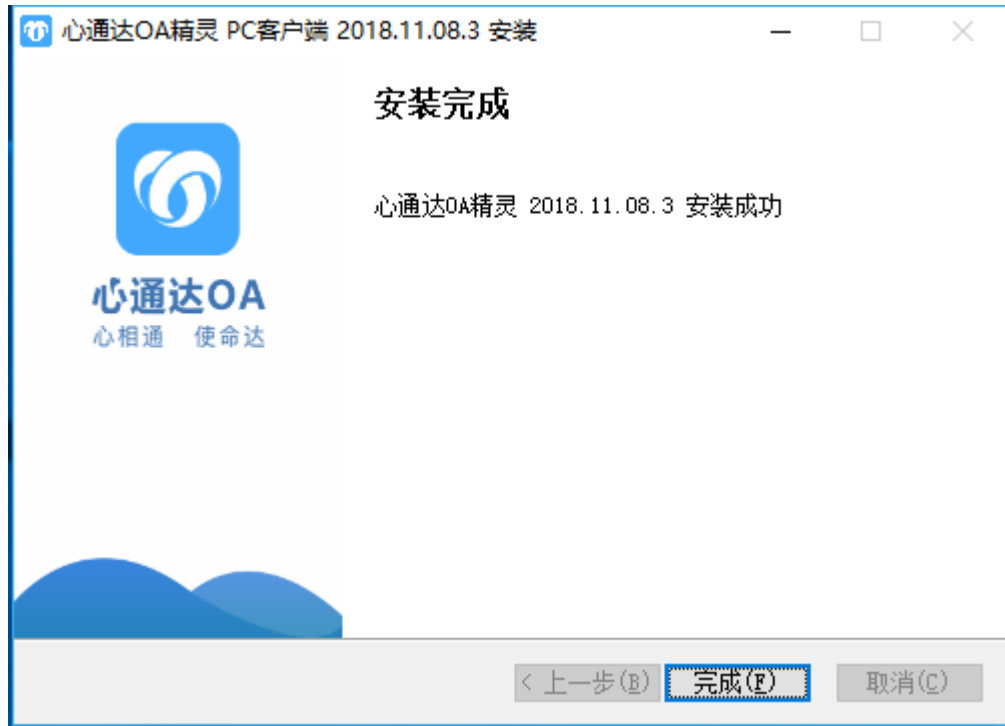 心通达OA精灵 PC客户端 2018.11.08.3 安装
安装完成
心通达OA精灵 2018.11.08.3 安装成功
心通达OA
心相通 使命达
< 上一步(B)
完成(F)
取消(C)